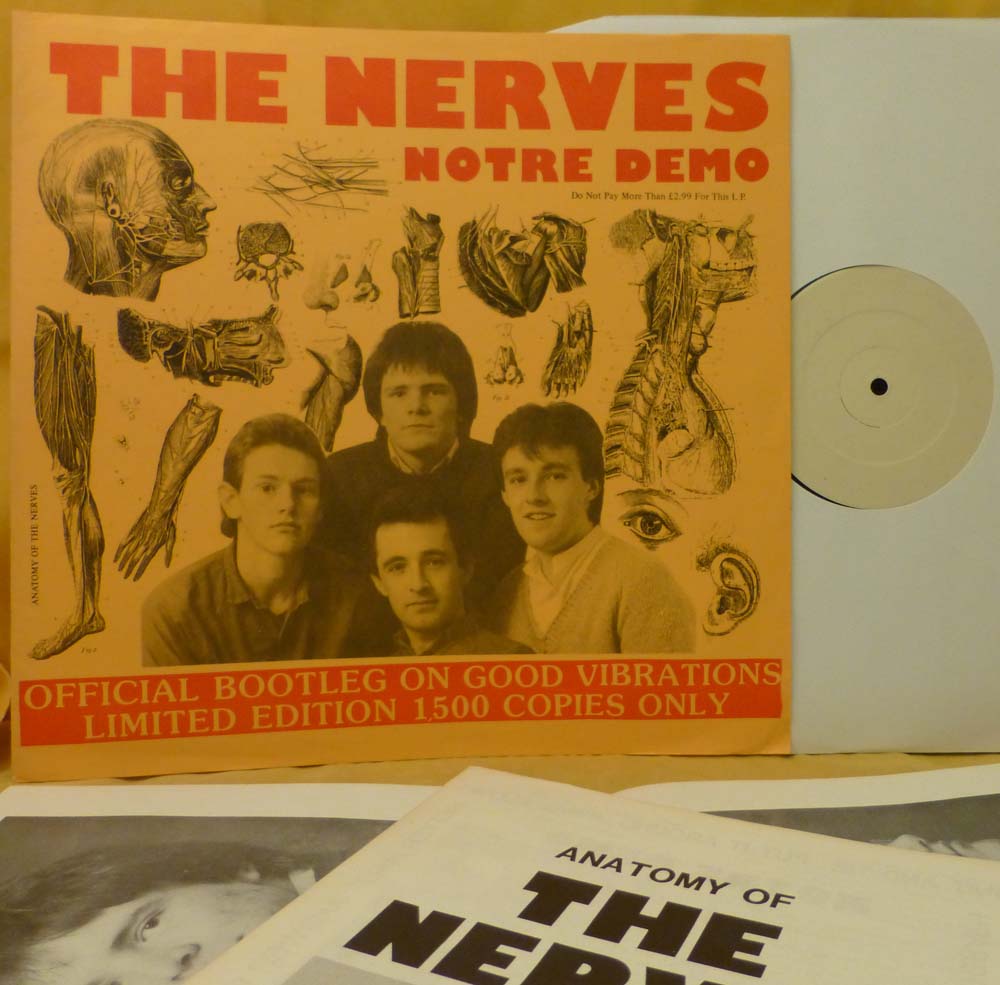 THE NERVES
NOTRE DEMO
Do Not Pay More Than £2.99 For This L.P.
ANATOMY OF THE NERVES
OFFICIAL BOOTLEG ON GOOD VIBRATIONS
LIMITED EDITION 1,500 COPIES ONLY
ANATOMY OF
THE
NERV